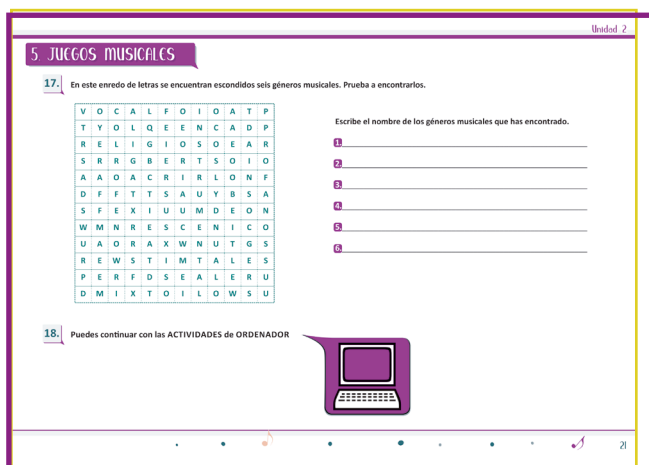 Unidad 2
5. JUEGOS MUSICALES
17. En este enredo de letras se encuentran escondidos seis géneros musicales. Prueba a encontrarlos.
V O C A L F O I O A T P
T Y O L Q E E N C A D P
R E L I G I O S O E A R
S R R G B E R T S O I O
A A O A C R I R L O N F
D F F T T S A U Y B S A
S F E X I U U M D E O N
W M N R E S C E N I C O
U A O R A X W N U T G S
R E W S T I M T A L E S
P E R F D S E A L E R U
D M I X T O I L O W S U
Escribe el nombre de los géneros musicales que has encontrado.
1.
2.
3.
4.
5.
6.
18. Puedes continuar con las ACTIVIDADES de ORDENADOR
21